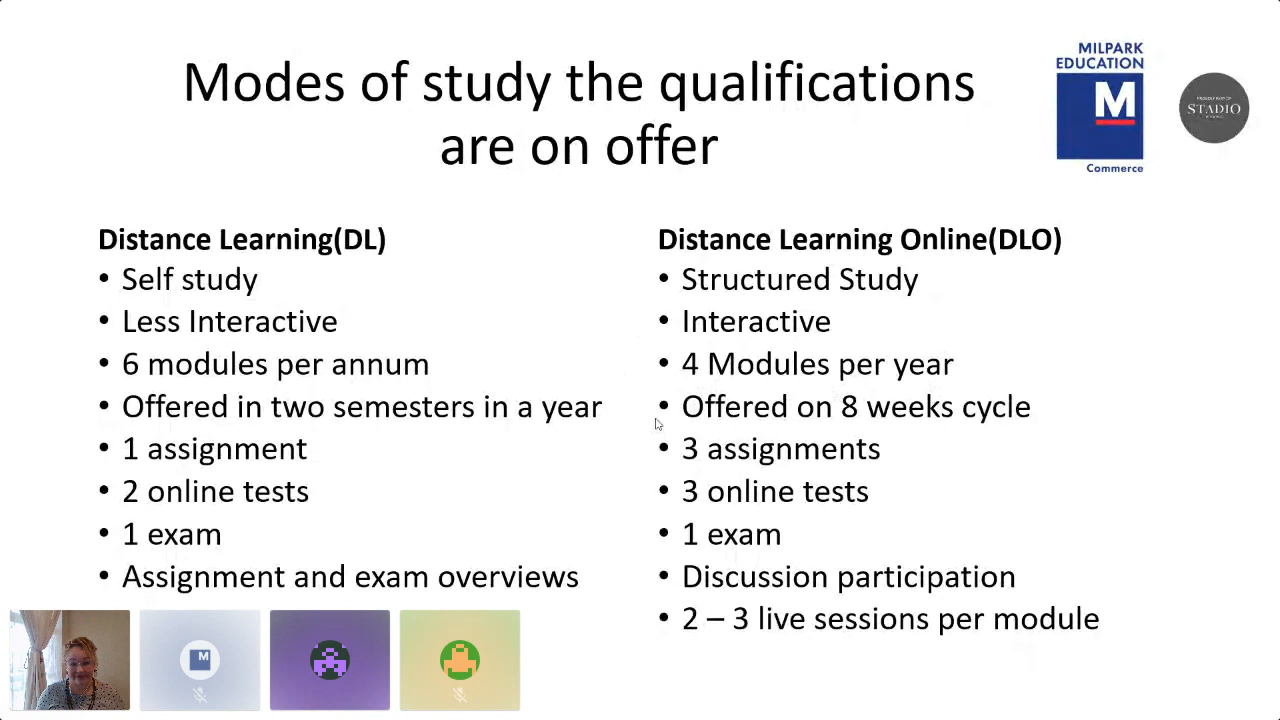 Modes of study the qualifications
are on offer
MILPARK
EDUCATION
M
Commerce
PROUDLY PART OF
STADIO
Distance Learning(DL)
• Self study
• Less Interactive
• 6 modules per annum
• Offered in two semesters in a year
• 1 assignment
• 2 online tests
• 1 exam
• Assignment and exam overviews
Distance Learning Online(DLO)
• Structured Study
• Interactive
• 4 Modules per year
• Offered on 8 weeks cycle
• 3 assignments
• 3 online tests
• 1 exam
• Discussion participation
• 2 – 3 live sessions per module
M